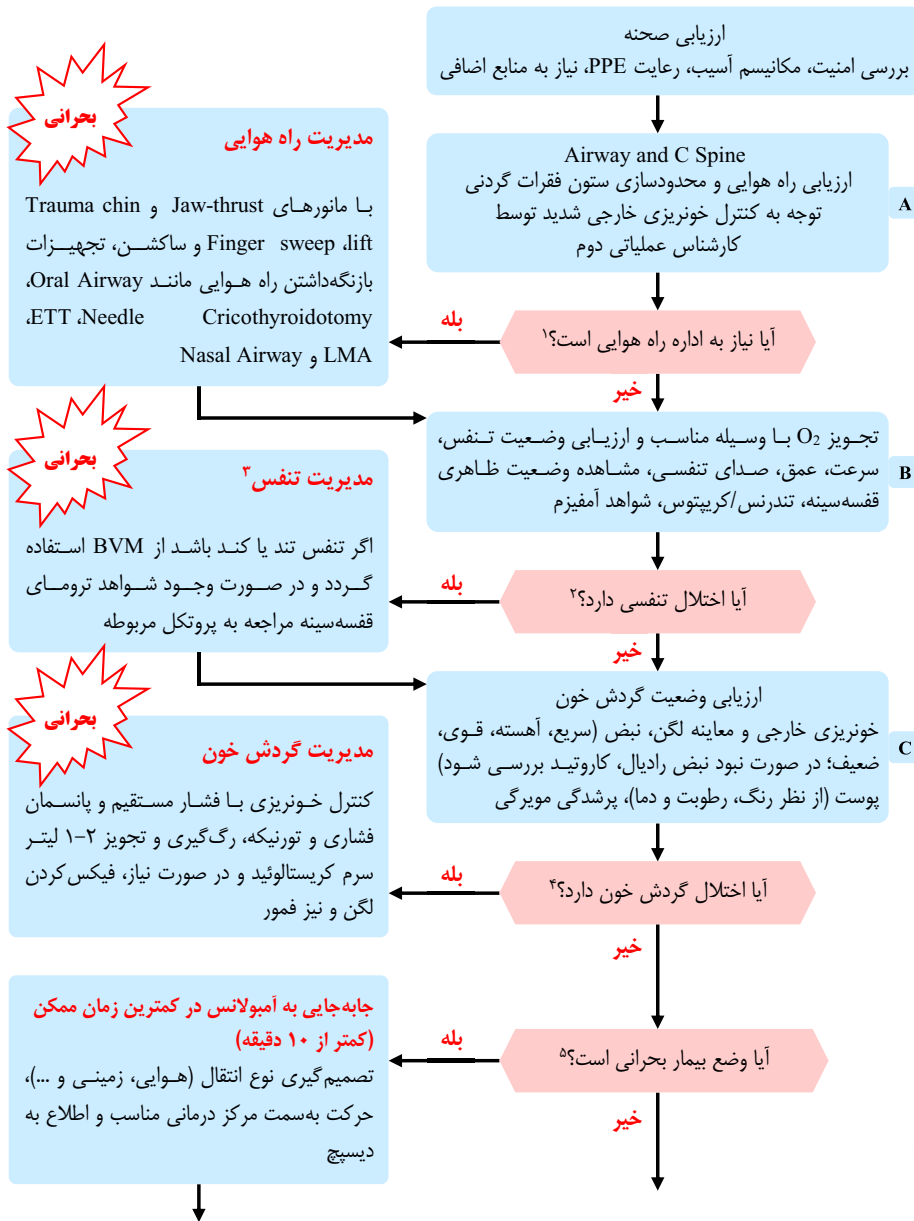 ارزیابی صحنه
بررسی امنیت، مکانیسم آسیب، رعایت PPE، نیاز به منابع اضافی
A
Airway and C Spine
ارزیابی راه هوایی و محدودسازی ستون فقرات گردنی
توجه به کنترل خونریزی خارجی شدید توسط
کارشناس عملیاتی دوم
آیا نیاز به اداره راه هوایی است؟۱
بله
خیر
بحرانی
مدیریت راه هوایی
با مانورهای Jaw-thrust و Trauma chin
lift، Finger sweep و ساکشن، تجهیزات
بازنگه‌داشتن راه هوایی مانند Oral Airway،
ETT، Needle Cricothyroidotomy،
LMA و Nasal Airway
B
تجویز O2 با وسیله مناسب و ارزیابی وضعیت تنفس،
سرعت، عمق، صدای تنفسی، مشاهده وضعیت ظاهری
قفسه‌سینه، تندرنس/کریپتوس، شواهد آمفیزم
آیا اختلال تنفسی دارد؟۲
بله
خیر
بحرانی
مدیریت تنفس۳
اگر تنفس تند یا کند باشد از BVM استفاده
گردد و در صورت وجود شواهد ترومای
قفسه‌سینه مراجعه به پروتکل مربوطه
C
ارزیابی وضعیت گردش خون
خونریزی خارجی و معاینه لگن، نبض (سریع، آهسته، قوی،
ضعیف؛ در صورت نبود نبض رادیال، کاروتید بررسی شود)
پوست (از نظر رنگ، رطوبت و دما)، پرشدگی مویرگی
آیا اختلال گردش خون دارد؟۴
بله
خیر
بحرانی
مدیریت گردش خون
کنترل خونریزی با فشار مستقیم و پانسمان
فشاری و تورنیکه، رگ‌گیری و تجویز ۲–۱ لیتر
سرم کریستالوئید و در صورت نیاز، فیکس‌کردن
لگن و نیز فمور
آیا وضع بیمار بحرانی است؟۵
بله
خیر
جابه‌جایی به آمبولانس در کمترین زمان ممکن
(کمتر از ۱۰ دقیقه)
تصمیم‌گیری نوع انتقال (هوایی، زمینی و ...)،
حرکت به‌سمت مرکز درمانی مناسب و اطلاع به
دیسپچ